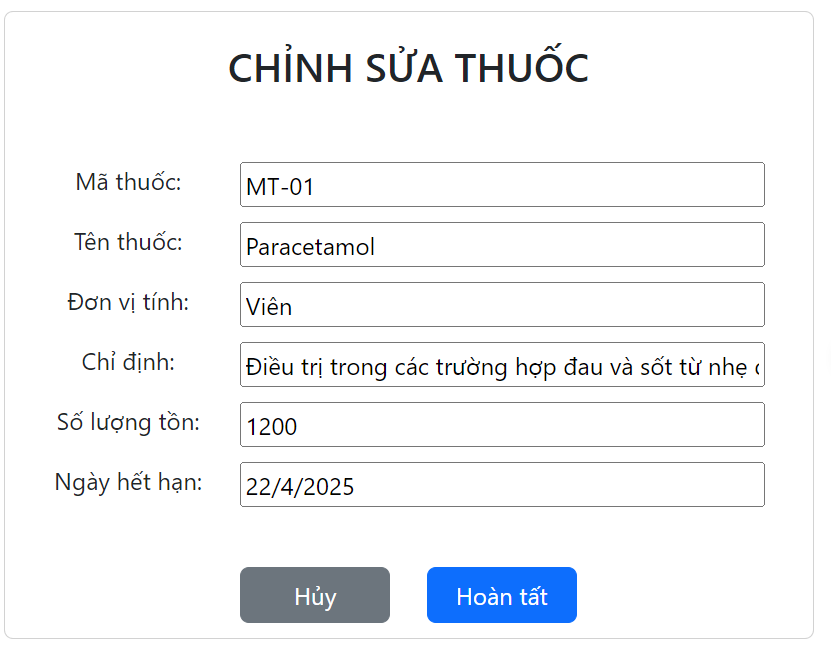 CHỈNH SỬA THUỐC
Mã thuốc: MT-01
Tên thuốc: Paracetamol
Đơn vị tính: Viên
Chỉ định: Điều trị trong các trường hợp đau và sốt từ nhẹ
Số lượng tồn: 1200
Ngày hết hạn: 22/4/2025
Hủy Hoàn tất